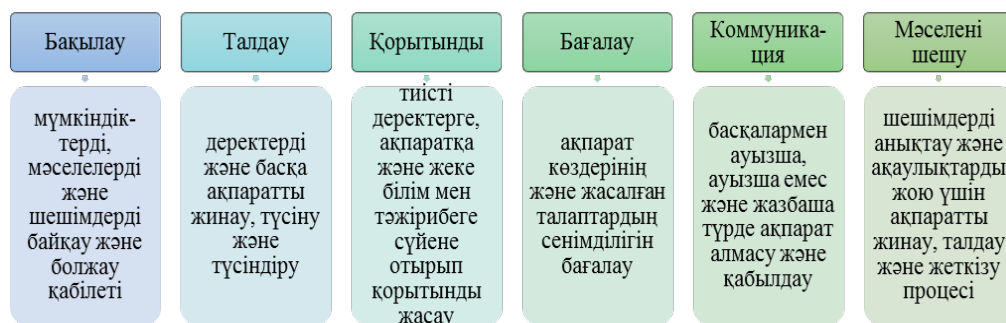 Бақылау
мүмкіндік-
терді,
мәселелерді
және
шешімдерді
байқау және
болжау
қабілеті
Талдау
деректерді
және басқа
ақпаратты
жинау, түсіну
және
түсіндіру
Қорытынды
тиісті
деректерге,
ақпаратқа
және жеке
білім мен
тәжірибеге
сүйене
отырып
қорытынды
жасау
Бағалау
ақпарат
көздерінің
және жасалған
талаптардың
сенімділігін
бағалау
Коммуника-
ция
басқалармен
ауызша,
ауызша емес
және жазбаша
түрде ақпарат
алмасу және
қабылдау
Мәселені
шешу
шешімдерді
анықтау және
ақаулықтарды
жою үшін
ақпаратты
жинау, талдау
және жеткізу
процесі